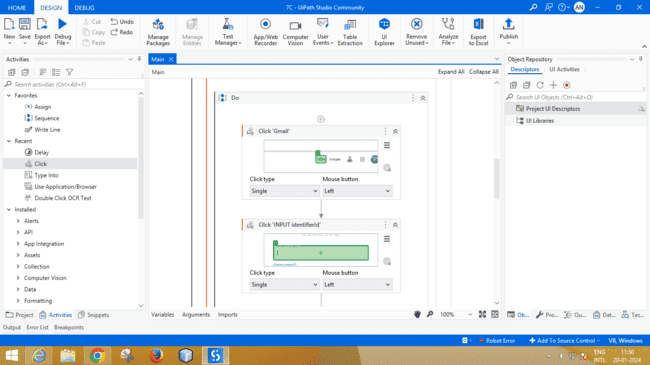 HOME DESIGN DEBUG 7C - UiPath Studio Community AN
New Save Export As Debug File Cut Copy Paste Undo Redo Manage Packages Manage Entities Test Manager App/Web Recorder Computer Vision User Events Table Extraction UI Explorer Remove Unused Analyze File Export to Excel Publish
Activities
Search activities (Ctrl+Alt+F)
Favorites
Assign
Sequence
Write Line
Recent
Delay
Click
Type Into
Use Application/Browser
Double Click OCR Text
Installed
Alerts
API
App Integration
Assets
Collection
Computer Vision
Data
Formatting
Project Activities Snippets
Main
Main Expand All Collapse All
Do
Click 'Gmail'
Images
Click type Mouse button
Single Left
Click 'INPUT identifierId'
Click type Mouse button
Single Left
Variables Arguments Imports 100%
Object Repository
Descriptors UI Activities
Search UI Objects (Ctrl+Alt+O)
Project UI Descriptors
UI Libraries
Ob... Pro... Ou... Dat... Tes...
Output Error List Breakpoints
Robot Error Add To Source Control VB, Windows
ENG 11:50
INTL 20-01-2024